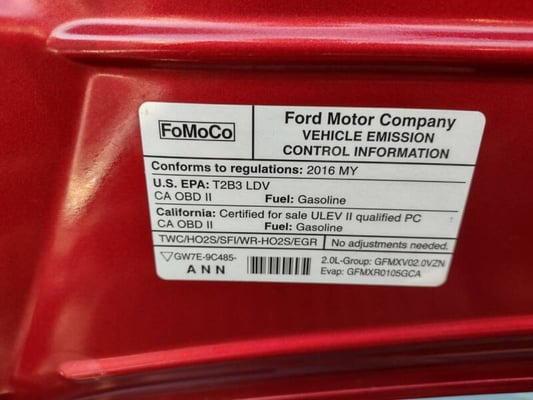 FoMoCo
Ford Motor Company
VEHICLE EMISSION
CONTROL INFORMATION
Conforms to regulations: 2016 MY
U.S. EPA: T2B3 LDV
CA OBD II Fuel: Gasoline
California: Certified for sale ULEV II qualified PC
CA OBD II Fuel: Gasoline
TWC/HO2S/SFI/WR-HO2S/EGR No adjustments needed.
GW7E-9C485-
ANN
2.0L-Group: GFMXV02.0VZN
Evap: GFMXR0105GCA